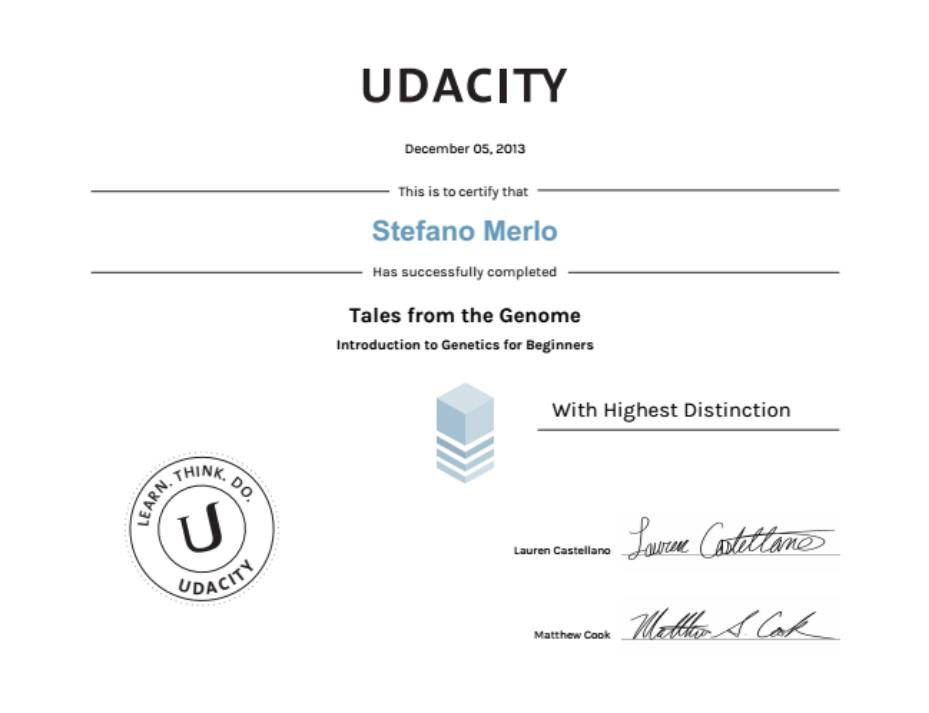 UDACITY
December 05, 2013
This is to certify that
Stefano Merlo
Has successfully completed
Tales from the Genome
Introduction to Genetics for Beginners
With Highest Distinction
LEARN. THINK. DO.
U
UDACITY
Lauren Castellano Lauren Castellano
Matthew Cook Matthew S. Cook